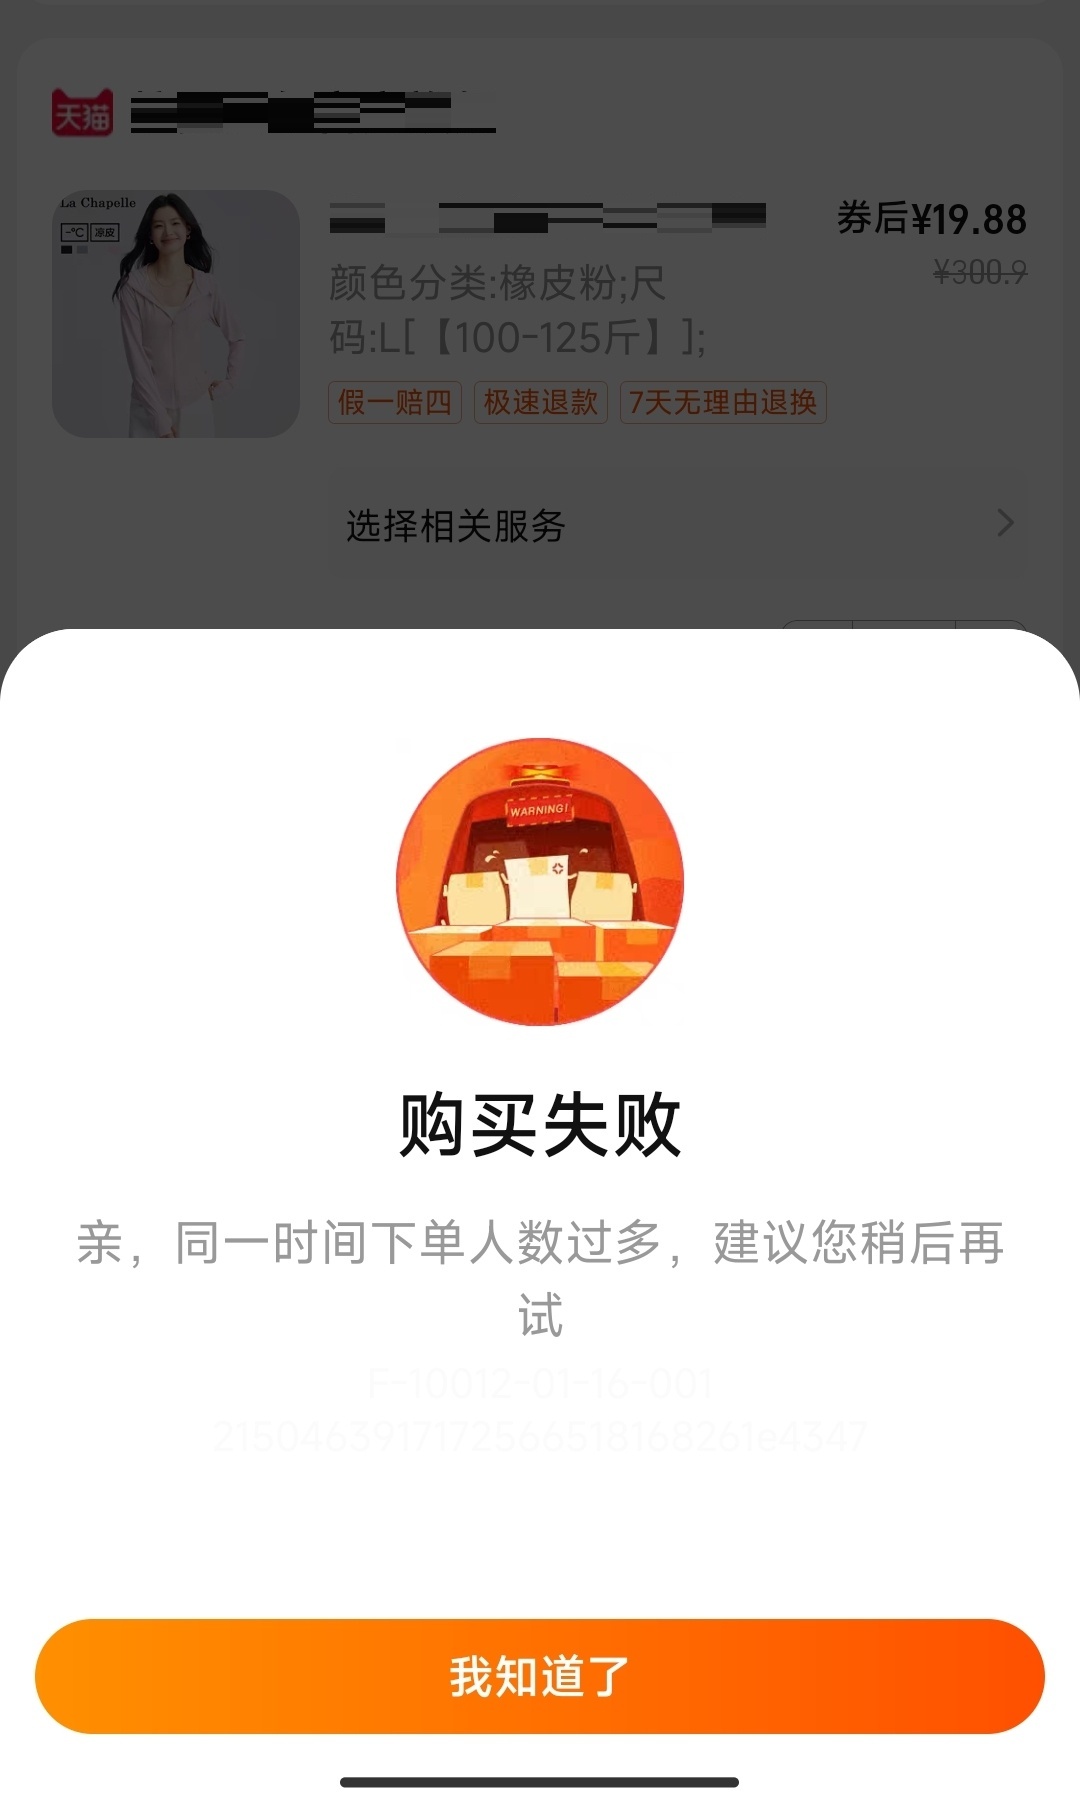 天猫
La Chapelle
-℃ 凉皮
券后¥19.88
¥300.9
颜色分类:橡皮粉;尺
码:L[【100-125斤】];
假一赔四 极速退款 7天无理由退换
选择相关服务
WARNING!
购买失败
亲，同一时间下单人数过多，建议您稍后再
试
F-10012-01-16-001
2150463917172566518168261e4347
我知道了